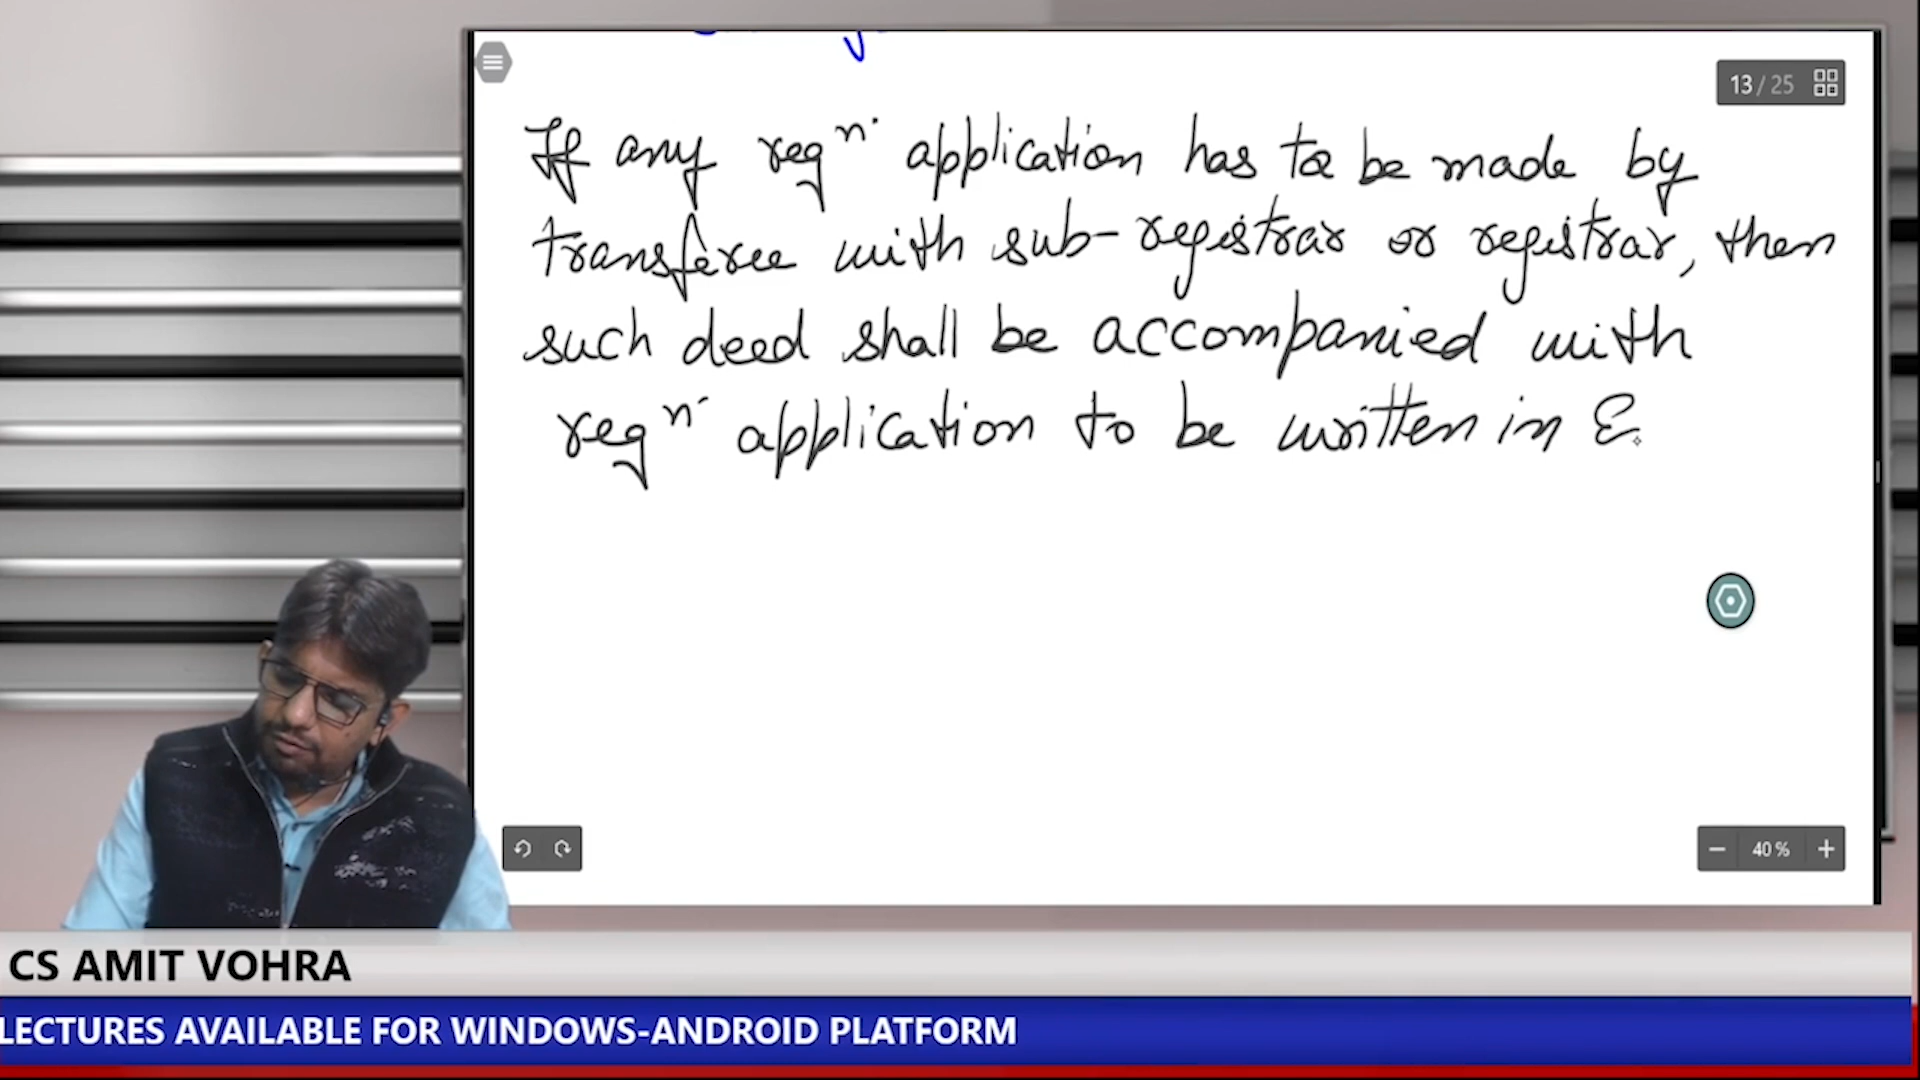 13 / 25
If any regn. application has to be made by
transferee with sub-registrar or registrar, then
such deed shall be accompanied with
regn. application to be written in E
40 %
CS AMIT VOHRA
LECTURES AVAILABLE FOR WINDOWS-ANDROID PLATFORM